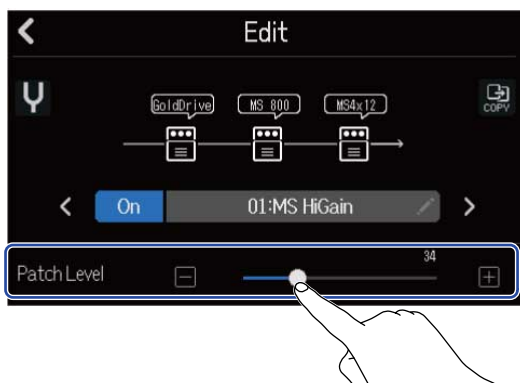 Edit
GoldDrive MS 800 MS4x12
COPY
On 01:MS HiGain
34
Patch Level